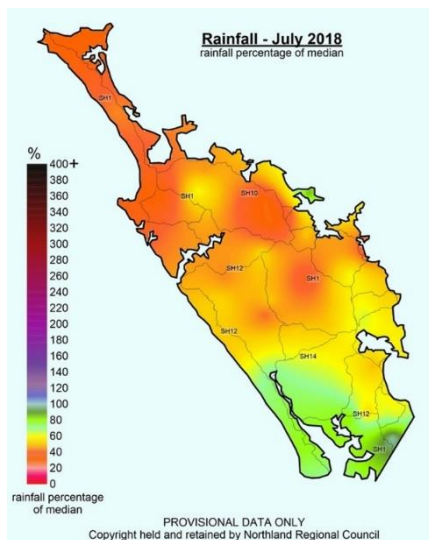 Rainfall - July 2018
rainfall percentage of median
%
400+
380
360
340
320
300
280
260
240
220
200
180
160
140
120
100
80
60
40
20
0
rainfall percentage
of median
SH1
SH1
SH10
SH12
SH1
SH12
SH14
SH12
SH1
PROVISIONAL DATA ONLY
Copyright held and retained by Northland Regional Council